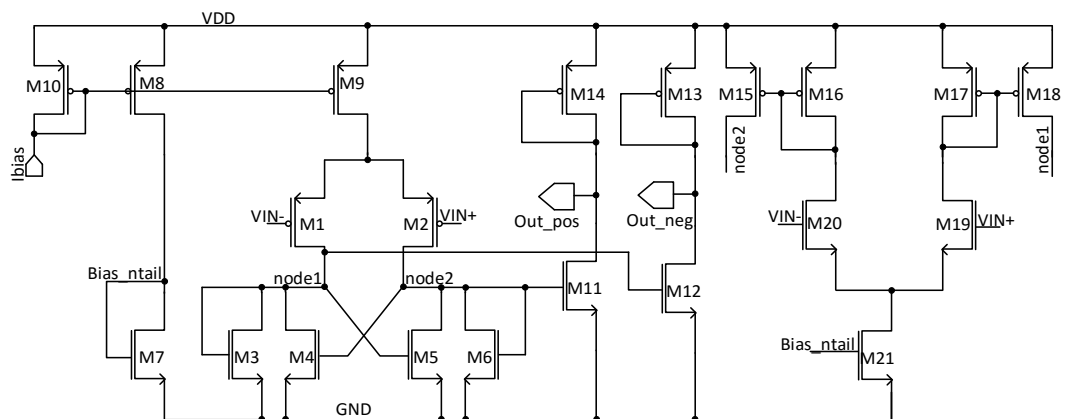 VDD
M10
M8
M9
M14
M13
M15
M16
M17
M18
Ibias
node2
node1
VIN-
M1
M2
VIN+
Out_pos
Out_neg
VIN-
M20
M19
VIN+
Bias_ntail
node1
node2
M11
M12
M7
M3
M4
M5
M6
Bias_ntail
M21
GND